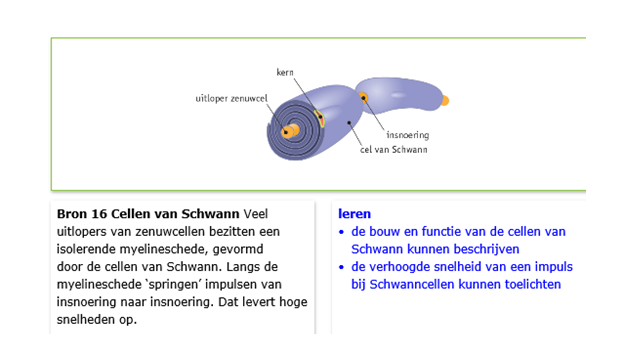 kern
uitloper zenuwcel
insnoering
cel van Schwann
Bron 16 Cellen van Schwann Veel
uitlopers van zenuwcellen bezitten een
isolerende myelineschede, gevormd
door de cellen van Schwann. Langs de
myelineschede ‘springen’ impulsen van
insnoering naar insnoering. Dat levert hoge
snelheden op.
leren
• de bouw en functie van de cellen van
Schwann kunnen beschrijven
• de verhoogde snelheid van een impuls
bij Schwanncellen kunnen toelichten